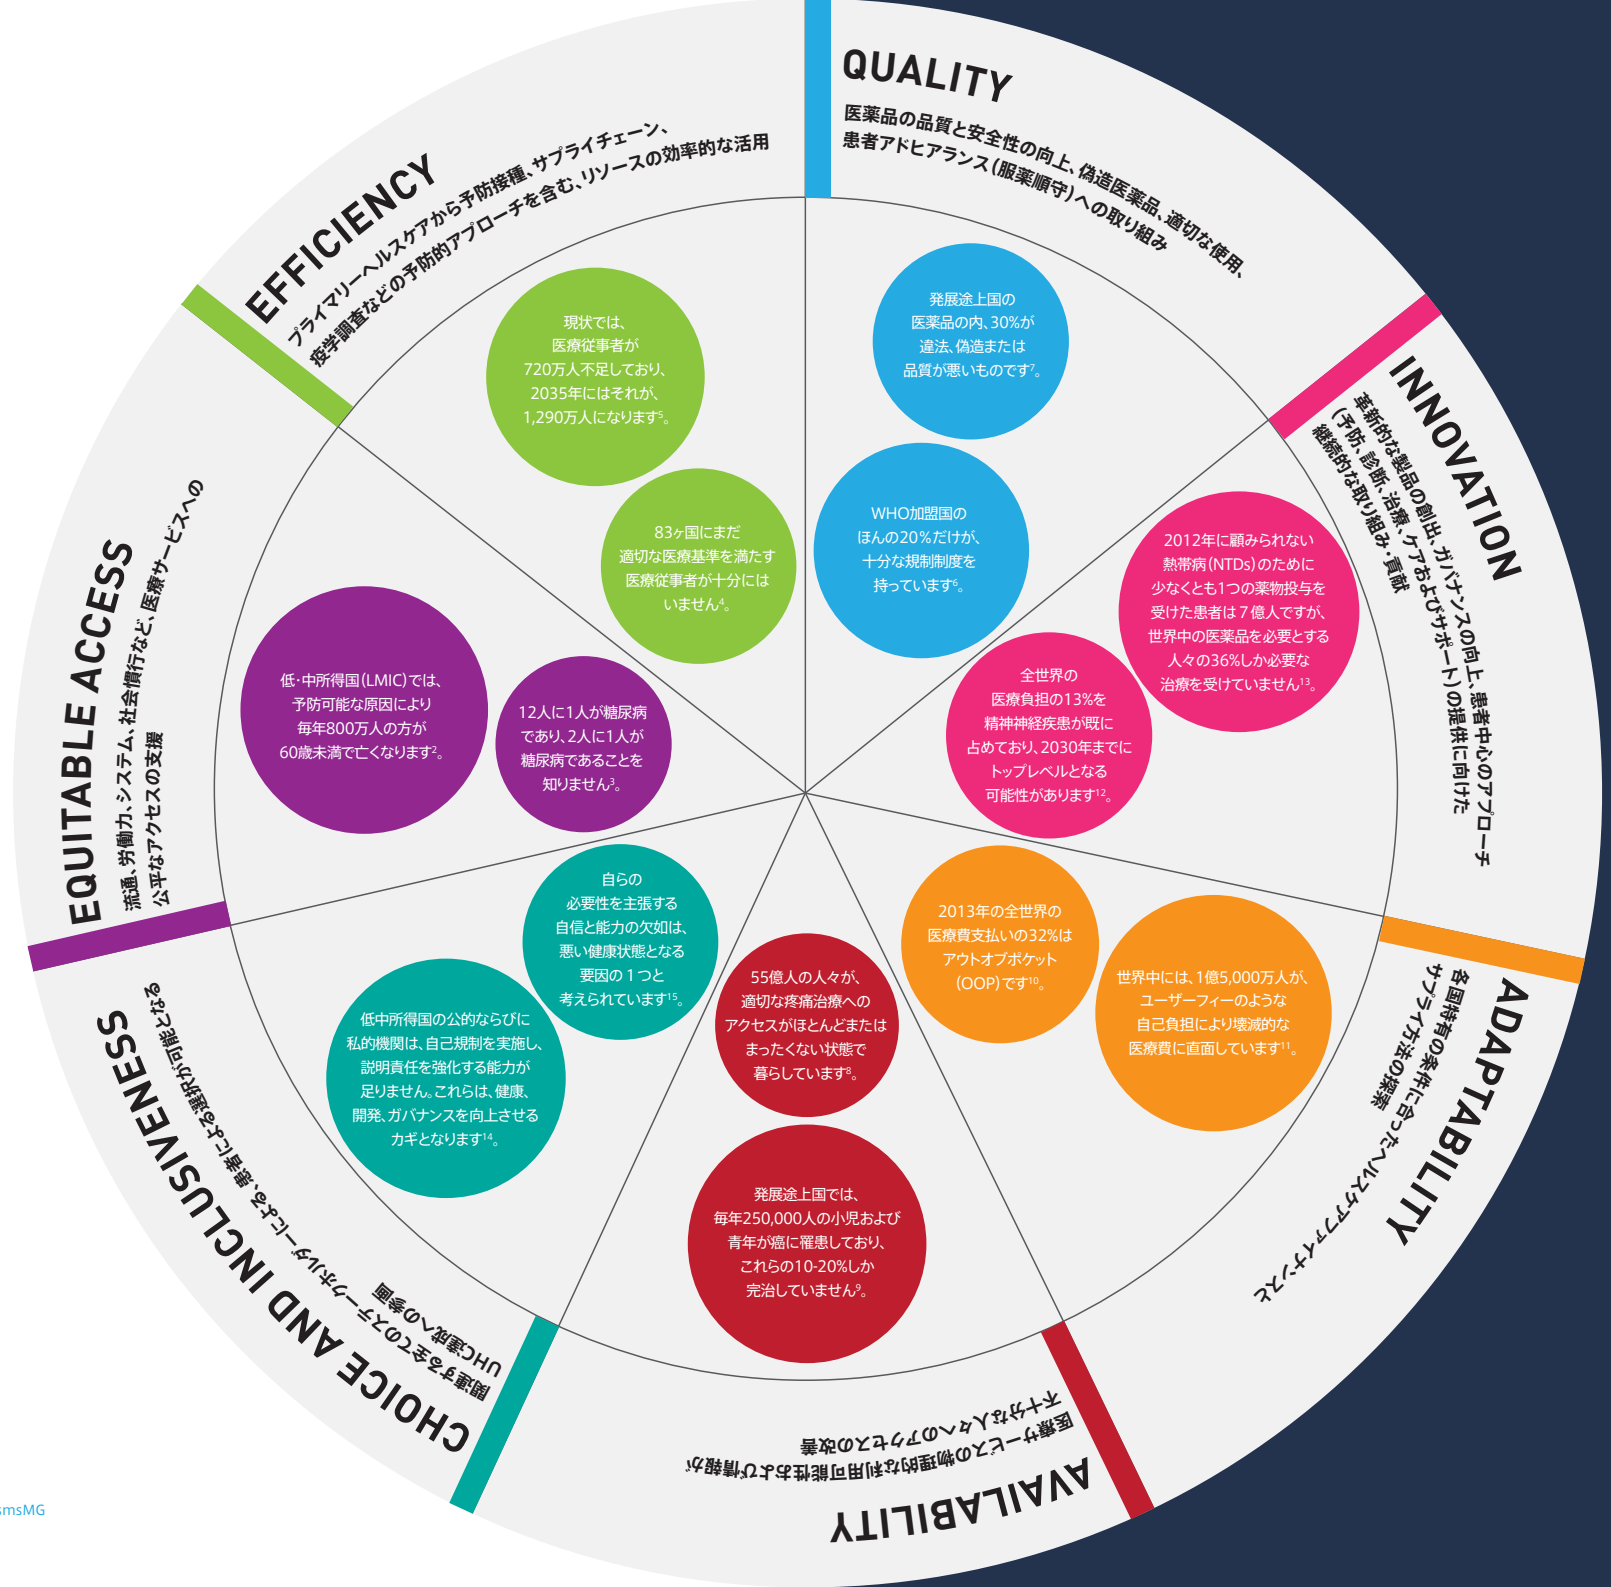 QUALITY
医薬品の品質と安全性の向上、偽造医薬品、適切な使用、
患者アドヒアランス（服薬順守）への取り組み
発展途上国の
医薬品の内、30%が
違法、偽造または
品質が悪いものです7。
WHO加盟国の
ほんの20％だけが、
十分な規制制度を
持っています6。
INNOVATION
革新的な製品の創出、ガバナンスの向上、患者中心のアプローチ
（予防、診断、治療、ケアおよびサポート）の提供に向けた
継続的な取り組み・貢献
2012年に顧みられない
熱帯病（NTDs）のために
少なくとも1つの薬物投与を
受けた患者は７億人ですが、
世界中の医薬品を必要とする
人々の36%しか必要な
治療を受けていません13。
全世界の
医療負担の13%を
精神神経疾患が既に
占めており、2030年までに
トップレベルとなる
可能性があります12。
ADAPTABILITY
各国特有の条件に合ったヘルスケアファイナンスと
サプライ方法の探索
2013年の全世界の
医療費支払いの32%は
アウトオブポケット
（OOP）です10。
世界中には、1億5,000万人が、
ユーザーフィーのような
自己負担により壊滅的な
医療費に直面しています11。
AVAILABILITY
医療サービスの物理的な利用可能性および情報が
不十分な人々へのアクセスの改善
55億人の人々が、
適切な疼痛治療への
アクセスがほとんどまたは
まったくない状態で
暮らしています8。
発展途上国では、
毎年250,000人の小児および
青年が癌に罹患しており、
これらの10-20%しか
完治していません9。
CHOICE AND INCLUSIVENESS
関連する全てのステークホルダーによる、患者による選択が可能となる
UHC達成への参画
自らの
必要性を主張する
自信と能力の欠如は、
悪い健康状態となる
要因の１つと
考えられています15。
低中所得国の公的ならびに
私的機関は、自己規制を実施し、
説明責任を強化する能力が
足りません。これらは、健康、
開発、ガバナンスを向上させる
カギとなります14。
EQUITABLE ACCESS
流通、労働力、システム、社会慣行など、医療サービスへの
公平なアクセスの支援
低・中所得国（LMIC）では、
予防可能な原因により
毎年800万人の方が
60歳未満で亡くなります2。
12人に1人が糖尿病
であり、2人に1人が
糖尿病であることを
知りません3。
EFFICIENCY
プライマリーヘルスケアから予防接種、サプライチェーン、
疫学調査などの予防的アプローチを含む、リソースの効率的な活用
現状では、
医療従事者が
720万人不足しており、
2035年にはそれが、
1,290万人になります5。
83ヶ国にまだ
適切な医療基準を満たす
医療従事者が十分には
いません4。
smsMG